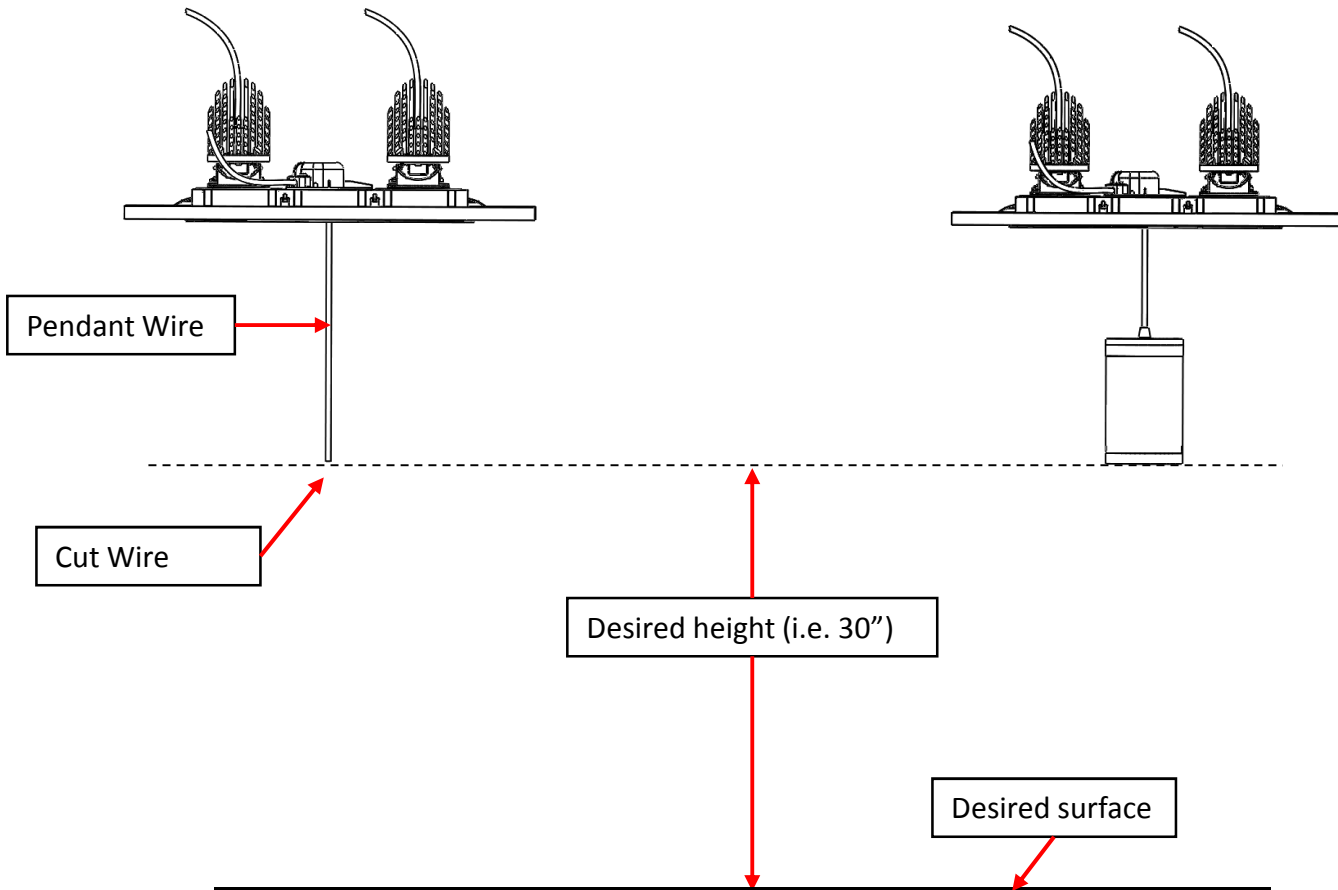 Pendant Wire
Cut Wire
Desired height (i.e. 30”)
Desired surface